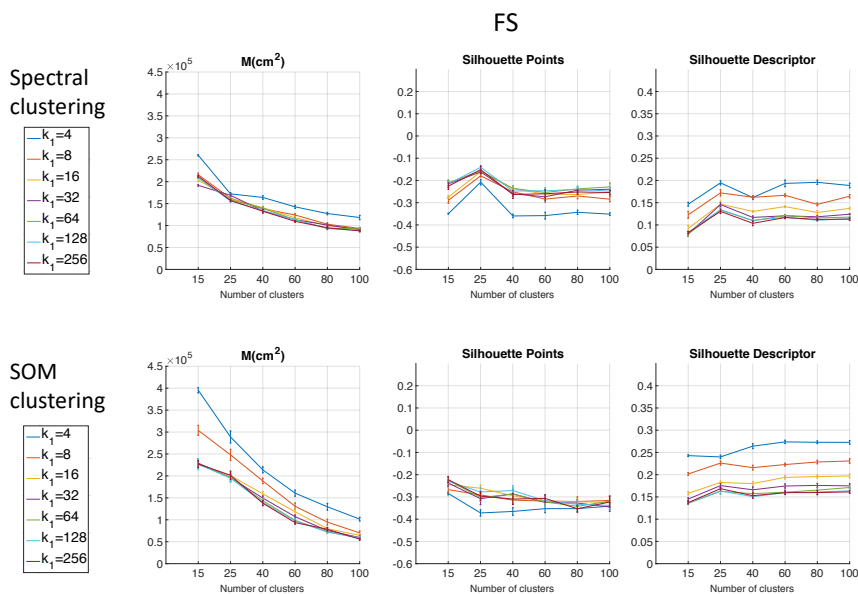 FS
Spectral
clustering
k₁=4
k₁=8
k₁=16
k₁=32
k₁=64
k₁=128
k₁=256
×10⁵
M(cm²)
4.5
4
3.5
3
2.5
2
1.5
1
0.5
0
15 25 40 60 80 100
Number of clusters
Silhouette Points
0.2
0.1
0
-0.1
-0.2
-0.3
-0.4
-0.5
-0.6
15 25 40 60 80 100
Number of clusters
Silhouette Descriptor
0.4
0.35
0.3
0.25
0.2
0.15
0.1
0.05
0
15 25 40 60 80 100
Number of clusters
SOM
clustering
k₁=4
k₁=8
k₁=16
k₁=32
k₁=64
k₁=128
k₁=256
×10⁵
M(cm²)
4.5
4
3.5
3
2.5
2
1.5
1
0.5
0
15 25 40 60 80 100
Number of clusters
Silhouette Points
0.2
0.1
0
-0.1
-0.2
-0.3
-0.4
-0.5
-0.6
15 25 40 60 80 100
Number of clusters
Silhouette Descriptor
0.4
0.35
0.3
0.25
0.2
0.15
0.1
0.05
0
15 25 40 60 80 100
Number of clusters